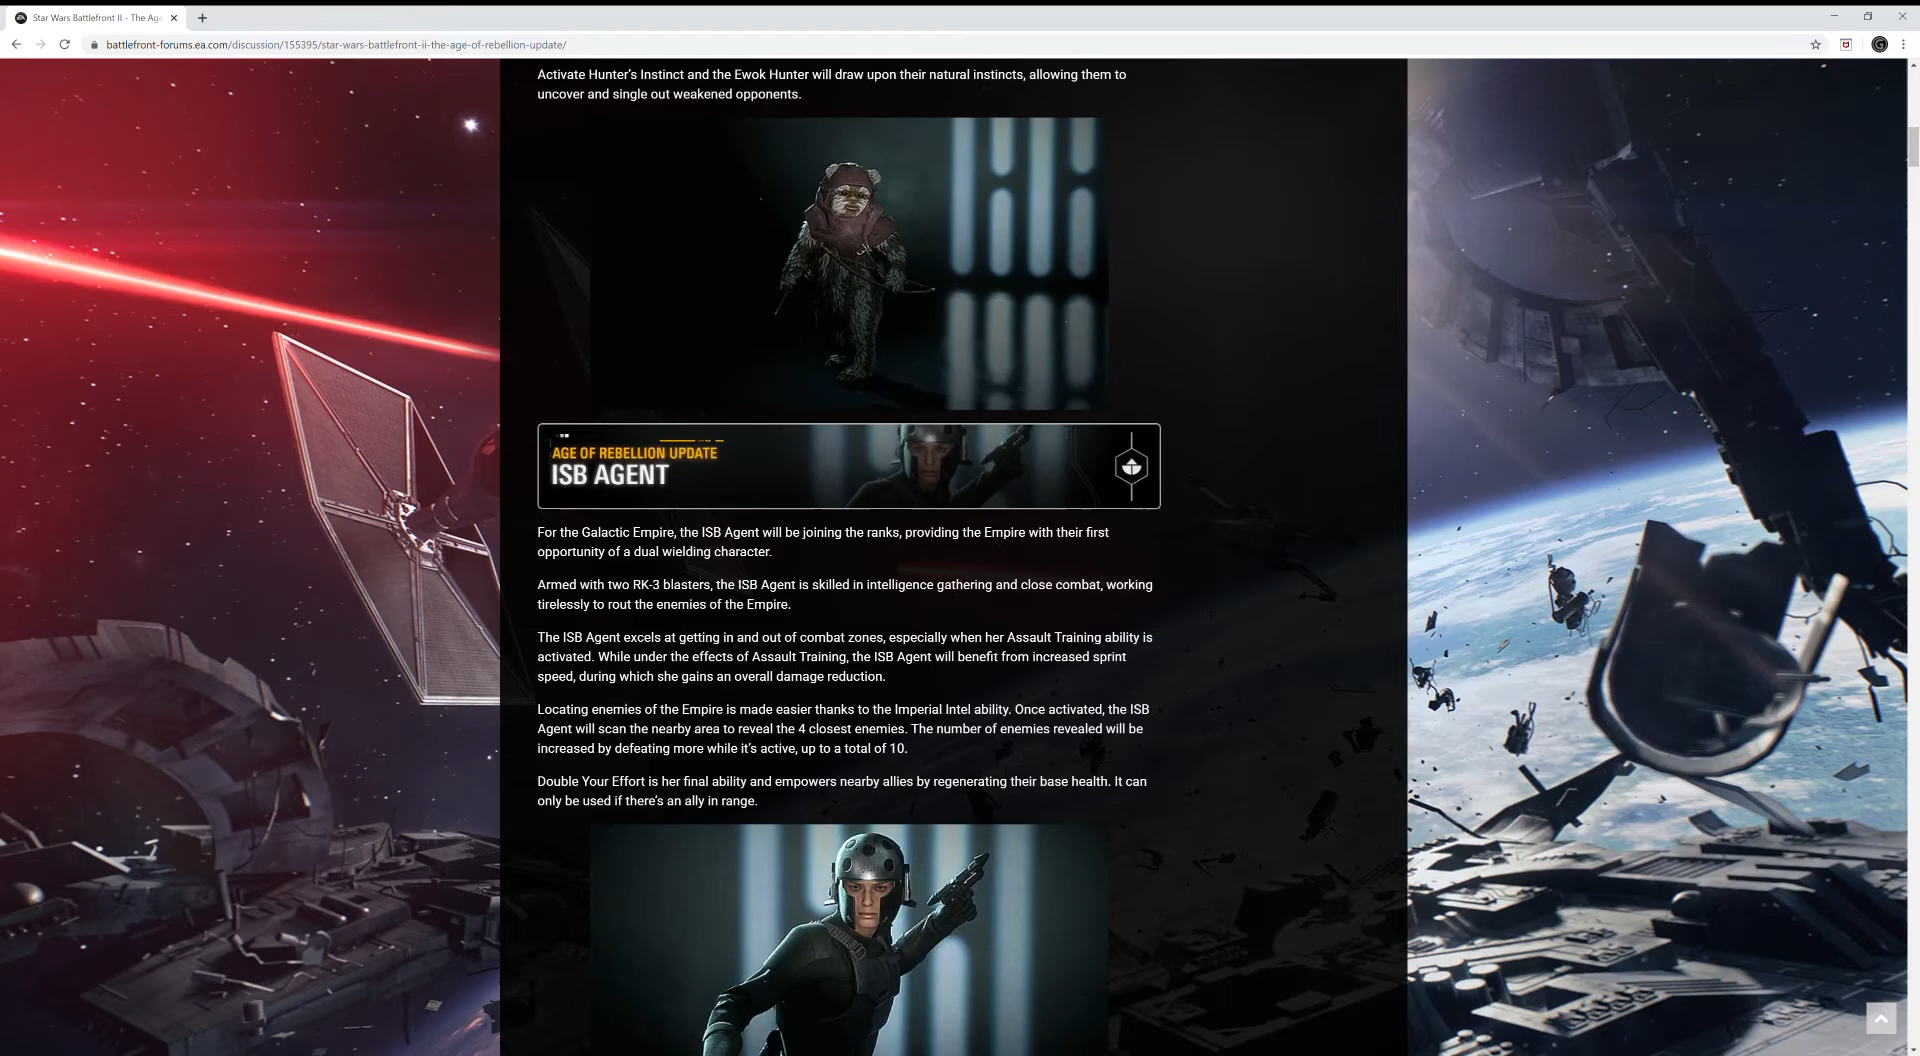 Star Wars Battlefront II - The Age
battlefront-forums.ea.com/discussion/155395/star-wars-battlefront-ii-the-age-of-rebellion-update/
Activate Hunter's Instinct and the Ewok Hunter will draw upon their natural instincts, allowing them to
uncover and single out weakened opponents.
AGE OF REBELLION UPDATE
ISB AGENT
For the Galactic Empire, the ISB Agent will be joining the ranks, providing the Empire with their first
opportunity of a dual wielding character.
Armed with two RK-3 blasters, the ISB Agent is skilled in intelligence gathering and close combat, working
tirelessly to rout the enemies of the Empire.
The ISB Agent excels at getting in and out of combat zones, especially when her Assault Training ability is
activated. While under the effects of Assault Training, the ISB Agent will benefit from increased sprint
speed, during which she gains an overall damage reduction.
Locating enemies of the Empire is made easier thanks to the Imperial Intel ability. Once activated, the ISB
Agent will scan the nearby area to reveal the 4 closest enemies. The number of enemies revealed will be
increased by defeating more while it's active, up to a total of 10.
Double Your Effort is her final ability and empowers nearby allies by regenerating their base health. It can
only be used if there's an ally in range.